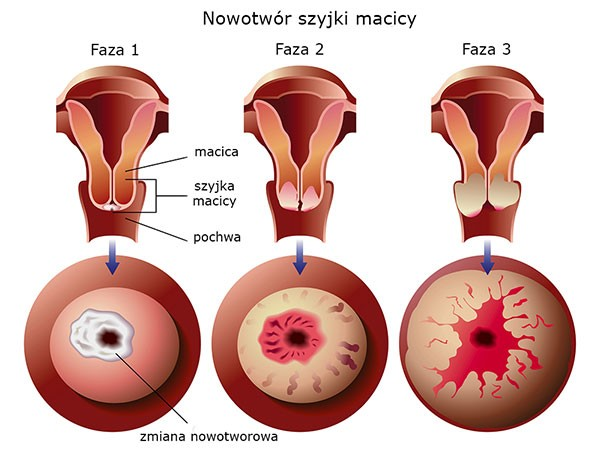 Nowotwór szyjki macicy
Faza 1
Faza 2
Faza 3
macica
szyjka
macicy
pochwa
zmiana nowotworowa